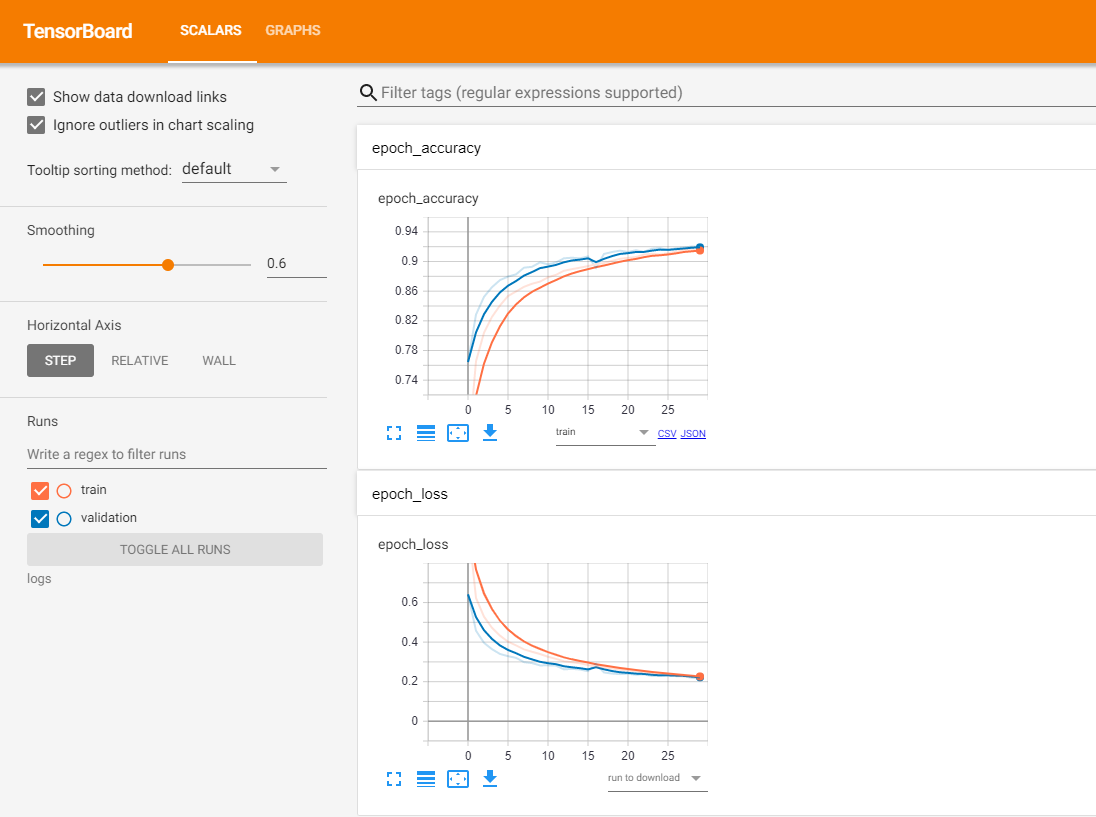 TensorBoard SCALARS GRAPHS
Show data download links
Ignore outliers in chart scaling
Tooltip sorting method: default
Smoothing
0.6
Horizontal Axis
STEP RELATIVE WALL
Runs
Write a regex to filter runs
train
validation
TOGGLE ALL RUNS
logs
Filter tags (regular expressions supported)
epoch_accuracy
epoch_accuracy
0.94
0.9
0.86
0.82
0.78
0.74
0 5 10 15 20 25
train CSV JSON
epoch_loss
epoch_loss
0.6
0.4
0.2
0
0 5 10 15 20 25
run to download